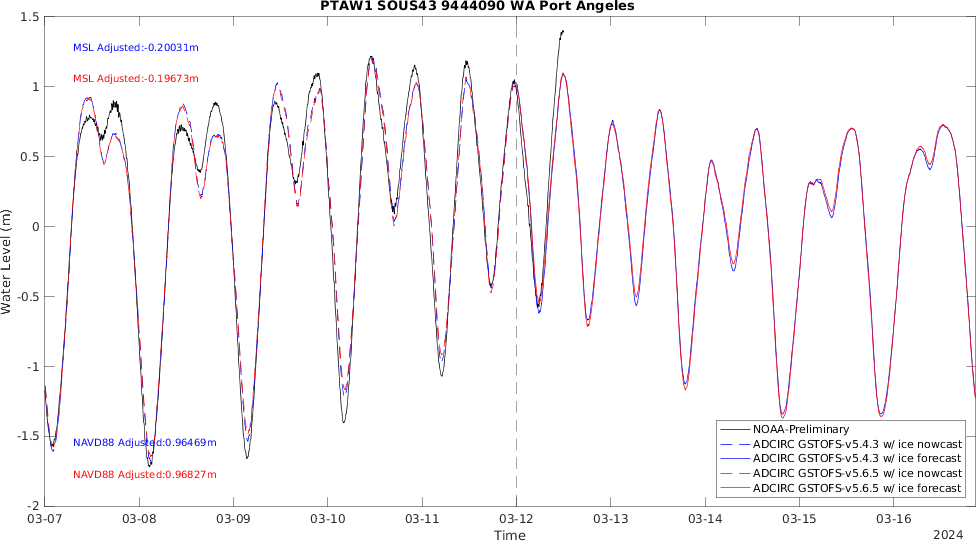 PTAW1 SOUS43 9444090 WA Port Angeles
1.5
1
0.5
0
-0.5
-1
-1.5
-2
Water Level (m)
MSL Adjusted:-0.20031m
MSL Adjusted:-0.19673m
NAVD88 Adjusted:0.96469m
NAVD88 Adjusted:0.96827m
NOAA-Preliminary
ADCIRC GSTOFS-v5.4.3 w/ ice nowcast
ADCIRC GSTOFS-v5.4.3 w/ ice forecast
ADCIRC GSTOFS-v5.6.5 w/ ice nowcast
ADCIRC GSTOFS-v5.6.5 w/ ice forecast
03-07 03-08 03-09 03-10 03-11 03-12 03-13 03-14 03-15 03-16
Time
2024